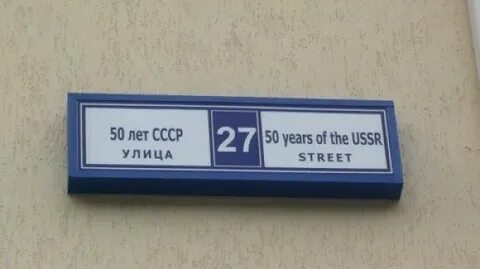 50 лет СССР
УЛИЦА
27
50 years of the USSR
STREET